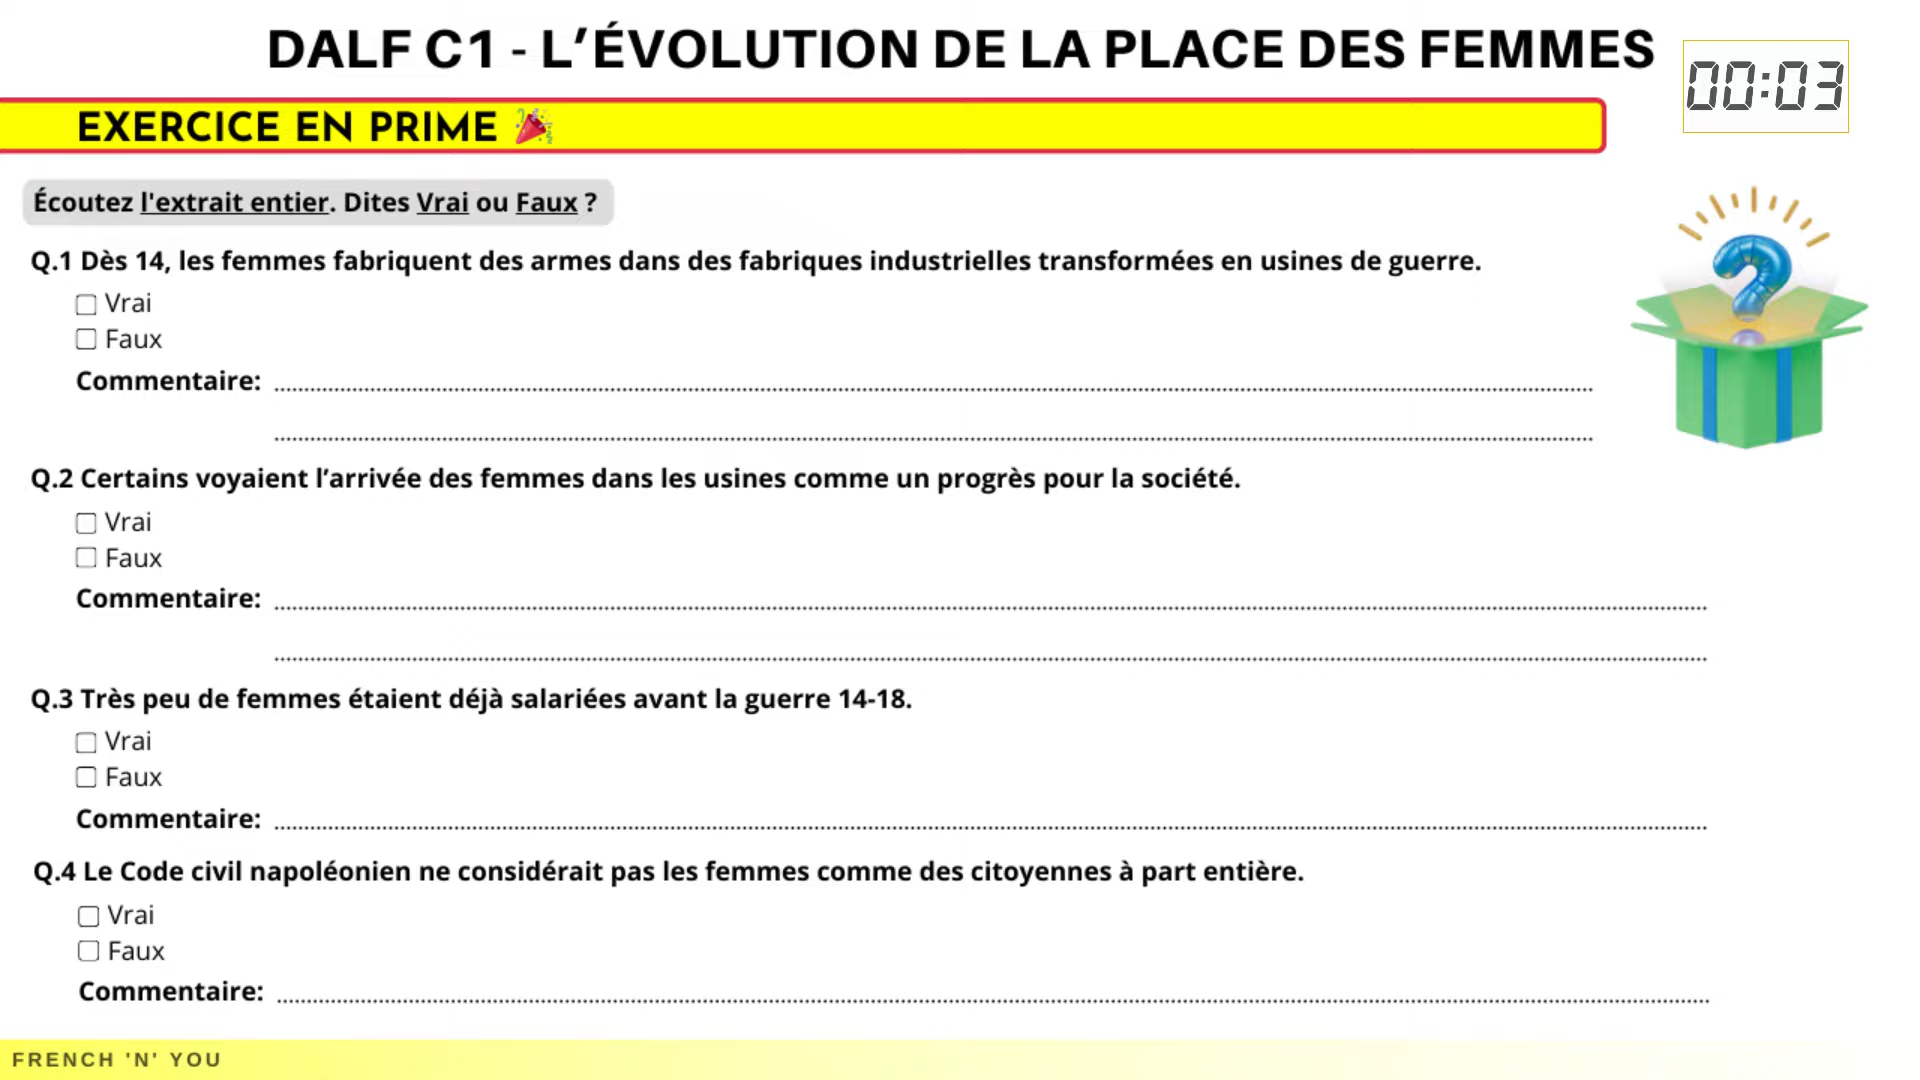 DALF C1 - L’ÉVOLUTION DE LA PLACE DES FEMMES
00:03
EXERCICE EN PRIME
Écoutez l'extrait entier. Dites Vrai ou Faux ?
Q.1 Dès 14, les femmes fabriquent des armes dans des fabriques industrielles transformées en usines de guerre.
Vrai
Faux
Commentaire:
Q.2 Certains voyaient l’arrivée des femmes dans les usines comme un progrès pour la société.
Vrai
Faux
Commentaire:
Q.3 Très peu de femmes étaient déjà salariées avant la guerre 14-18.
Vrai
Faux
Commentaire:
Q.4 Le Code civil napoléonien ne considérait pas les femmes comme des citoyennes à part entière.
Vrai
Faux
Commentaire:
FRENCH 'N' YOU